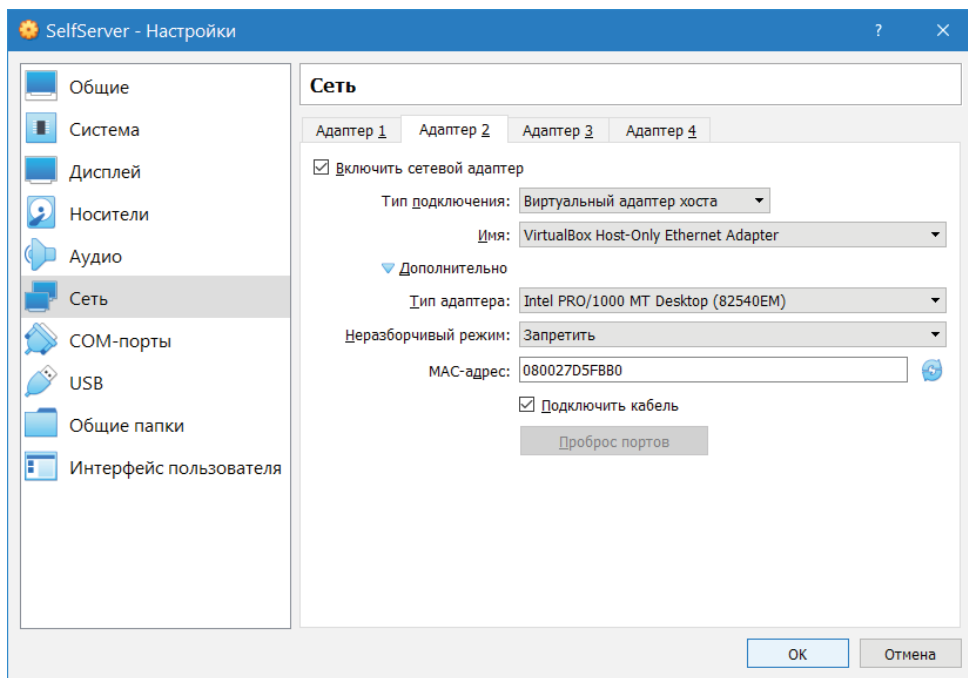 SelfServer - Настройки
?
Общие
Система
Дисплей
Носители
Аудио
Сеть
COM-порты
USB
Общие папки
Интерфейс пользователя
Сеть
Адаптер 1 Адаптер 2 Адаптер 3 Адаптер 4
Включить сетевой адаптер
Тип подключения: Виртуальный адаптер хоста
Имя: VirtualBox Host-Only Ethernet Adapter
Дополнительно
Тип адаптера: Intel PRO/1000 MT Desktop (82540EM)
Неразборчивый режим: Запретить
MAC-адрес: 080027D5FBB0
Подключить кабель
Проброс портов
OK Отмена